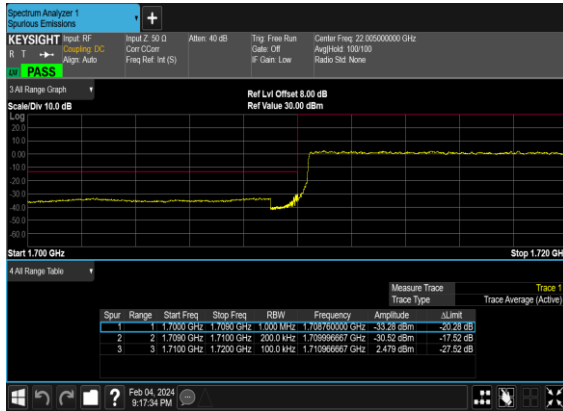 Spectrum Analyzer 1
Spurious Emissions
+
KEYSIGHT Input: RF Input Z: 50 Ω Atten: 40 dB Trig: Free Run Center Freq: 22.005000000 GHz
R T Coupling: DC Corr CCorr Gate: Off Avg|Hold: 100/100
Align: Auto Freq Ref: Int (S) IF Gain: Low Radio Std: None
PASS
3 All Range Graph
Ref Lvl Offset 8.00 dB
Scale/Div 10.0 dB Ref Value 30.00 dBm
Log
20.0
10.0
0.00
-10.0
-20.0
-30.0
-40.0
-50.0
-60.0
Start 1.700 GHz Stop 1.720 GH
4 All Range Table
Measure Trace Trace 1
Trace Type Trace Average (Active)
Spur Range Start Freq Stop Freq RBW Frequency Amplitude ΔLimit
1 1 1.7000 GHz 1.7090 GHz 1.000 MHz 1.708760000 GHz -33.28 dBm -20.28 dB
2 2 1.7090 GHz 1.7100 GHz 200.0 kHz 1.709996667 GHz -30.52 dBm -17.52 dB
3 3 1.7100 GHz 1.7200 GHz 100.0 kHz 1.710966667 GHz 2.479 dBm -27.52 dB
? Feb 04, 2024
9:17:34 PM